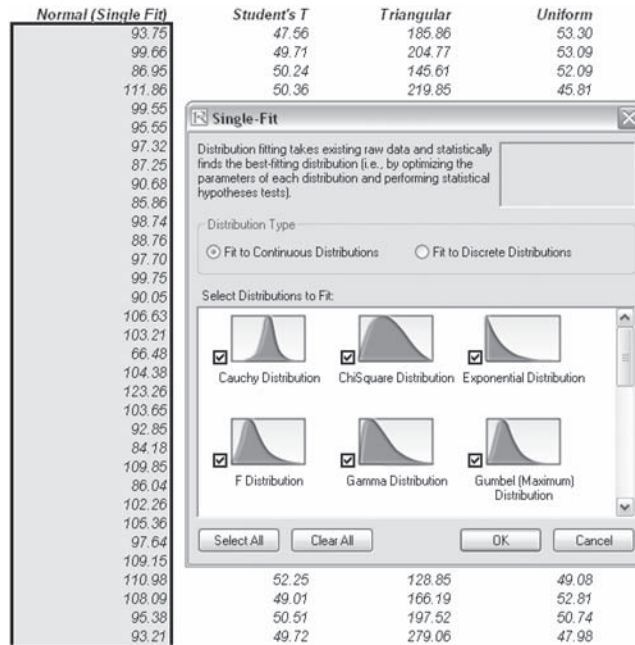 Normal (Single Fit) Student's T Triangular Uniform
93.75 47.56 185.86 53.30
99.66 49.71 204.77 53.09
86.95 50.24 145.61 52.09
111.86 50.36 219.85 45.81
99.55
95.55
97.32
87.25
90.68
85.86
98.74
88.76
97.70
99.75
90.05
106.63
103.21
66.48
104.38
123.26
103.65
92.85
84.18
109.85
86.04
102.26
105.36
97.64
109.15
Single-Fit
Distribution fitting takes existing raw data and statistically
finds the best-fitting distribution (i.e., by optimizing the
parameters of each distribution and performing statistical
hypotheses tests).
Distribution Type
Fit to Continuous Distributions Fit to Discrete Distributions
Select Distributions to Fit:
Cauchy Distribution ChiSquare Distribution Exponential Distribution
F Distribution Gamma Distribution Gumbel (Maximum)
Distribution
Select All Clear All OK Cancel
110.98 52.25 128.85 49.08
108.09 49.01 166.19 52.81
95.38 50.51 197.52 50.74
93.21 49.72 279.06 47.98